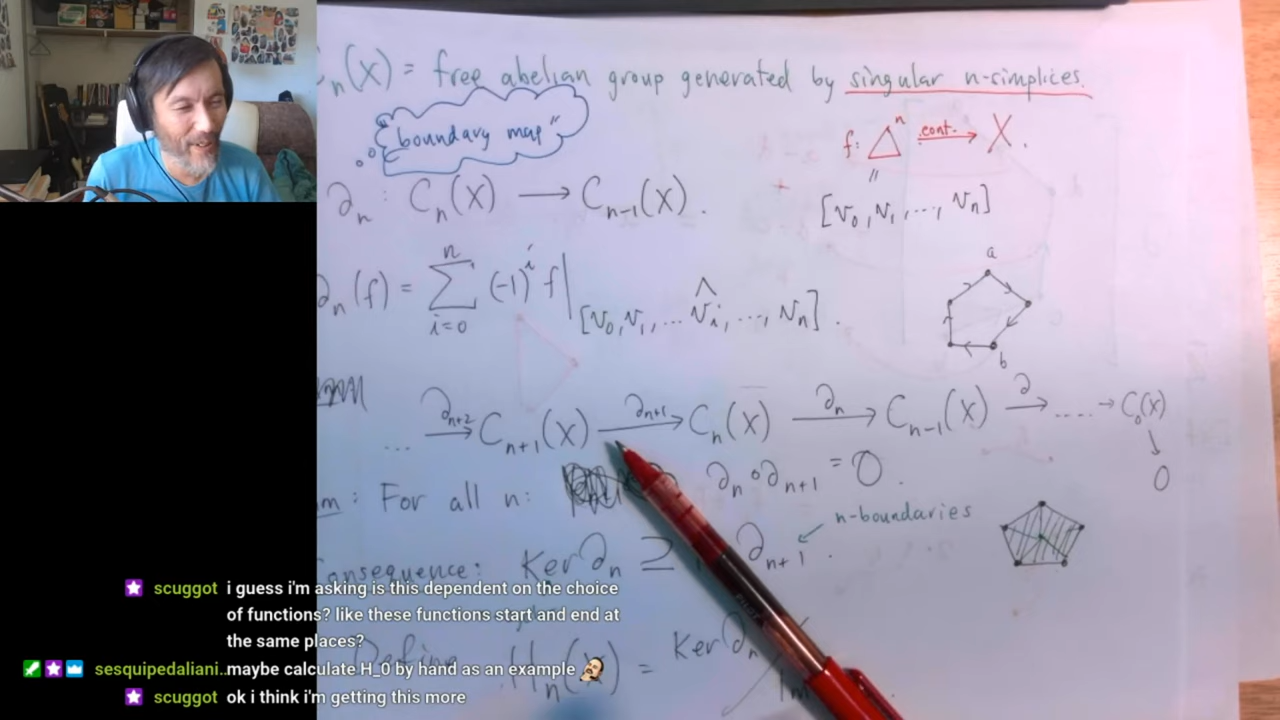 C_n(X) = free abelian group generated by singular n-simplices.
"boundary map"
f: Δ^n cont. → X.
"
[v_0, v_1, ..., v_n]
∂_n : C_n(X) → C_{n-1}(X).
a
∂_n(f) = Σ_{i=0}^{n} (-1)^i f|_{[v_0, v_1, ... v̂_i, ..., v_n]}.
b
... ∂_{n+2} → C_{n+1}(X) ∂_{n+1} → C_n(X) ∂_n → C_{n-1}(X) ∂ → ..... → C_0(X)
↓
0
m: For all n: ∂_n ∘ ∂_{n+1} = 0.
n-boundaries
onsequence: Ker ∂_n ⊇ ∂_{n+1}.
H_n(X) = Ker ∂_n / Im
scuggot i guess i'm asking is this dependent on the choice
of functions? like these functions start and end at
the same places?
sesquipedaliani.. maybe calculate H_0 by hand as an example
scuggot ok i think i'm getting this more